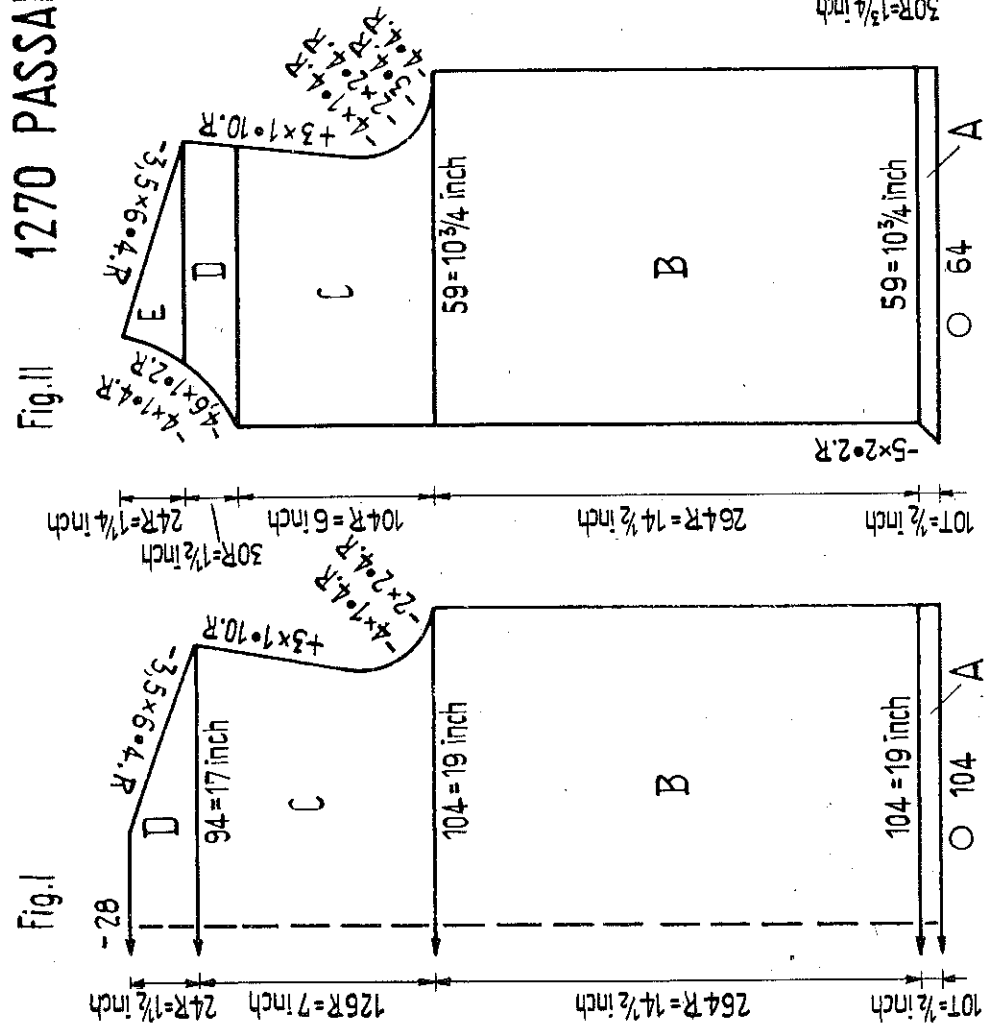 1270 PASSA
Fig.I
-28
-3,5×6•4.R
D
94=17 inch
+3×1•10.R
C
-4×1•4.R
-2×2•4.R
104=19 inch
B
104=19 inch
A
○ 104
24R=1½ inch
126R=7 inch
264R=14½ inch
10T=½ inch
Fig.II
-4×1•4.R
-4,6×1•2.R
-3,5×6•4.R
E
D
+3×1•10.R
C
-4×1•4.R
-2×2•4.R
-3•4.R
-4•4.R
59=10¾ inch
B
59=10¾ inch
-5×2•2.R
A
○ 64
24R=1¼ inch
30R=1½ inch
104R=6 inch
264R=14½ inch
10T=½ inch
30R=1¾ inch